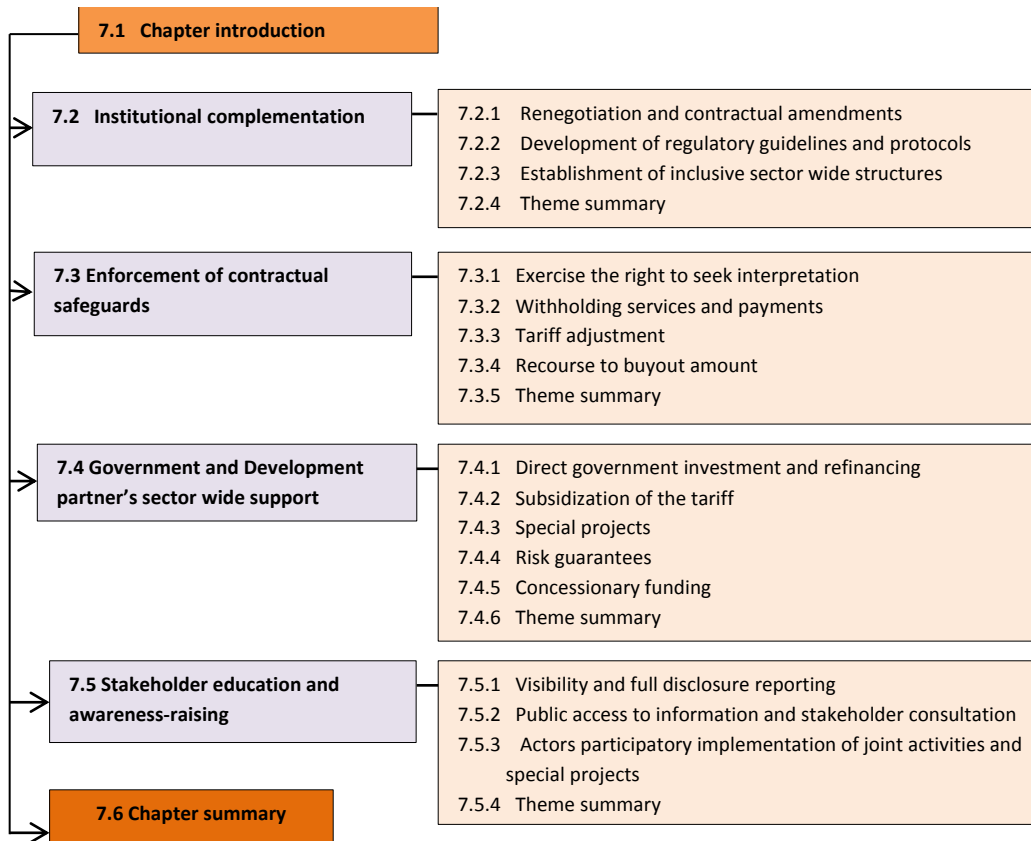 7.1 Chapter introduction
7.2 Institutional complementation
7.2.1 Renegotiation and contractual amendments
7.2.2 Development of regulatory guidelines and protocols
7.2.3 Establishment of inclusive sector wide structures
7.2.4 Theme summary
7.3 Enforcement of contractual
safeguards
7.3.1 Exercise the right to seek interpretation
7.3.2 Withholding services and payments
7.3.3 Tariff adjustment
7.3.4 Recourse to buyout amount
7.3.5 Theme summary
7.4 Government and Development
partner's sector wide support
7.4.1 Direct government investment and refinancing
7.4.2 Subsidization of the tariff
7.4.3 Special projects
7.4.4 Risk guarantees
7.4.5 Concessionary funding
7.4.6 Theme summary
7.5 Stakeholder education and
awareness-raising
7.5.1 Visibility and full disclosure reporting
7.5.2 Public access to information and stakeholder consultation
7.5.3 Actors participatory implementation of joint activities and
special projects
7.5.4 Theme summary
7.6 Chapter summary